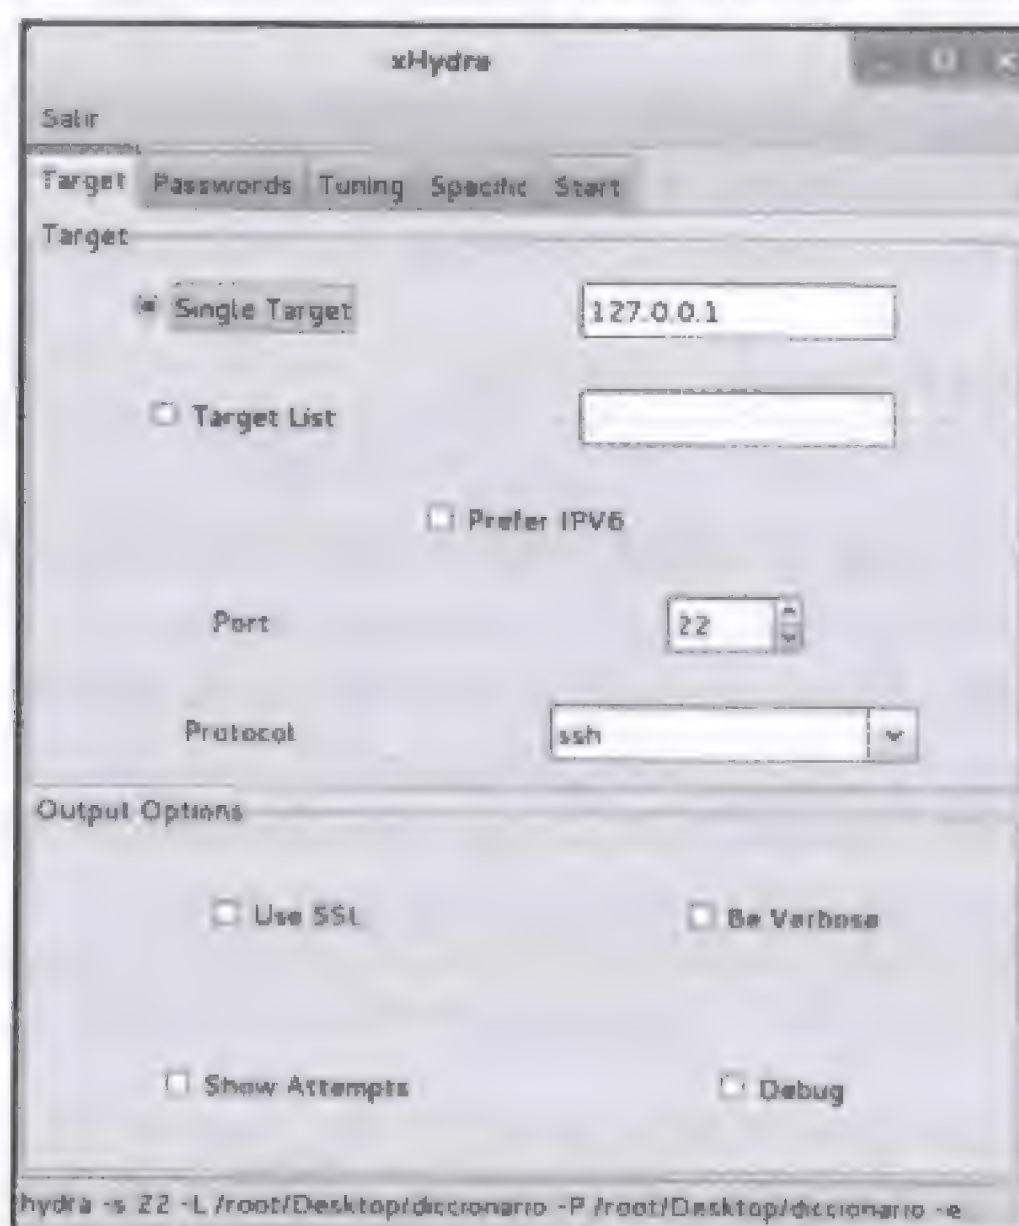 xHydra
Salir
Target Passwords Tuning Specific Start
Target
Single Target 127.0.0.1
Target List
Prefer IPV6
Port 22
Protocol ssh
Output Options
Use SSL Be Verbose
Show Attempts Debug
hydra -s 22 -L /root/Desktop/diccionario -P /root/Desktop/diccionario -e...